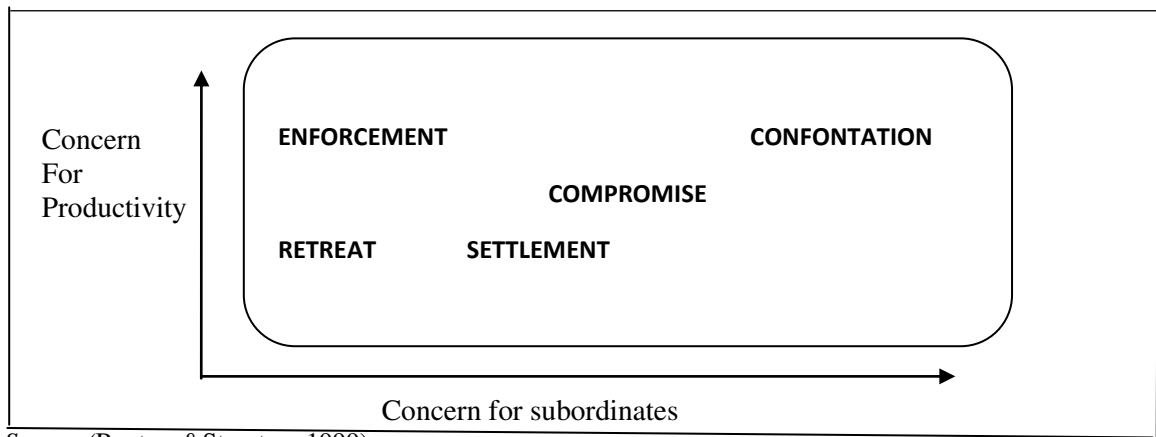 Concern
For
Productivity
ENFORCEMENT CONFONTATION
COMPROMISE
RETREAT SETTLEMENT
Concern for subordinates